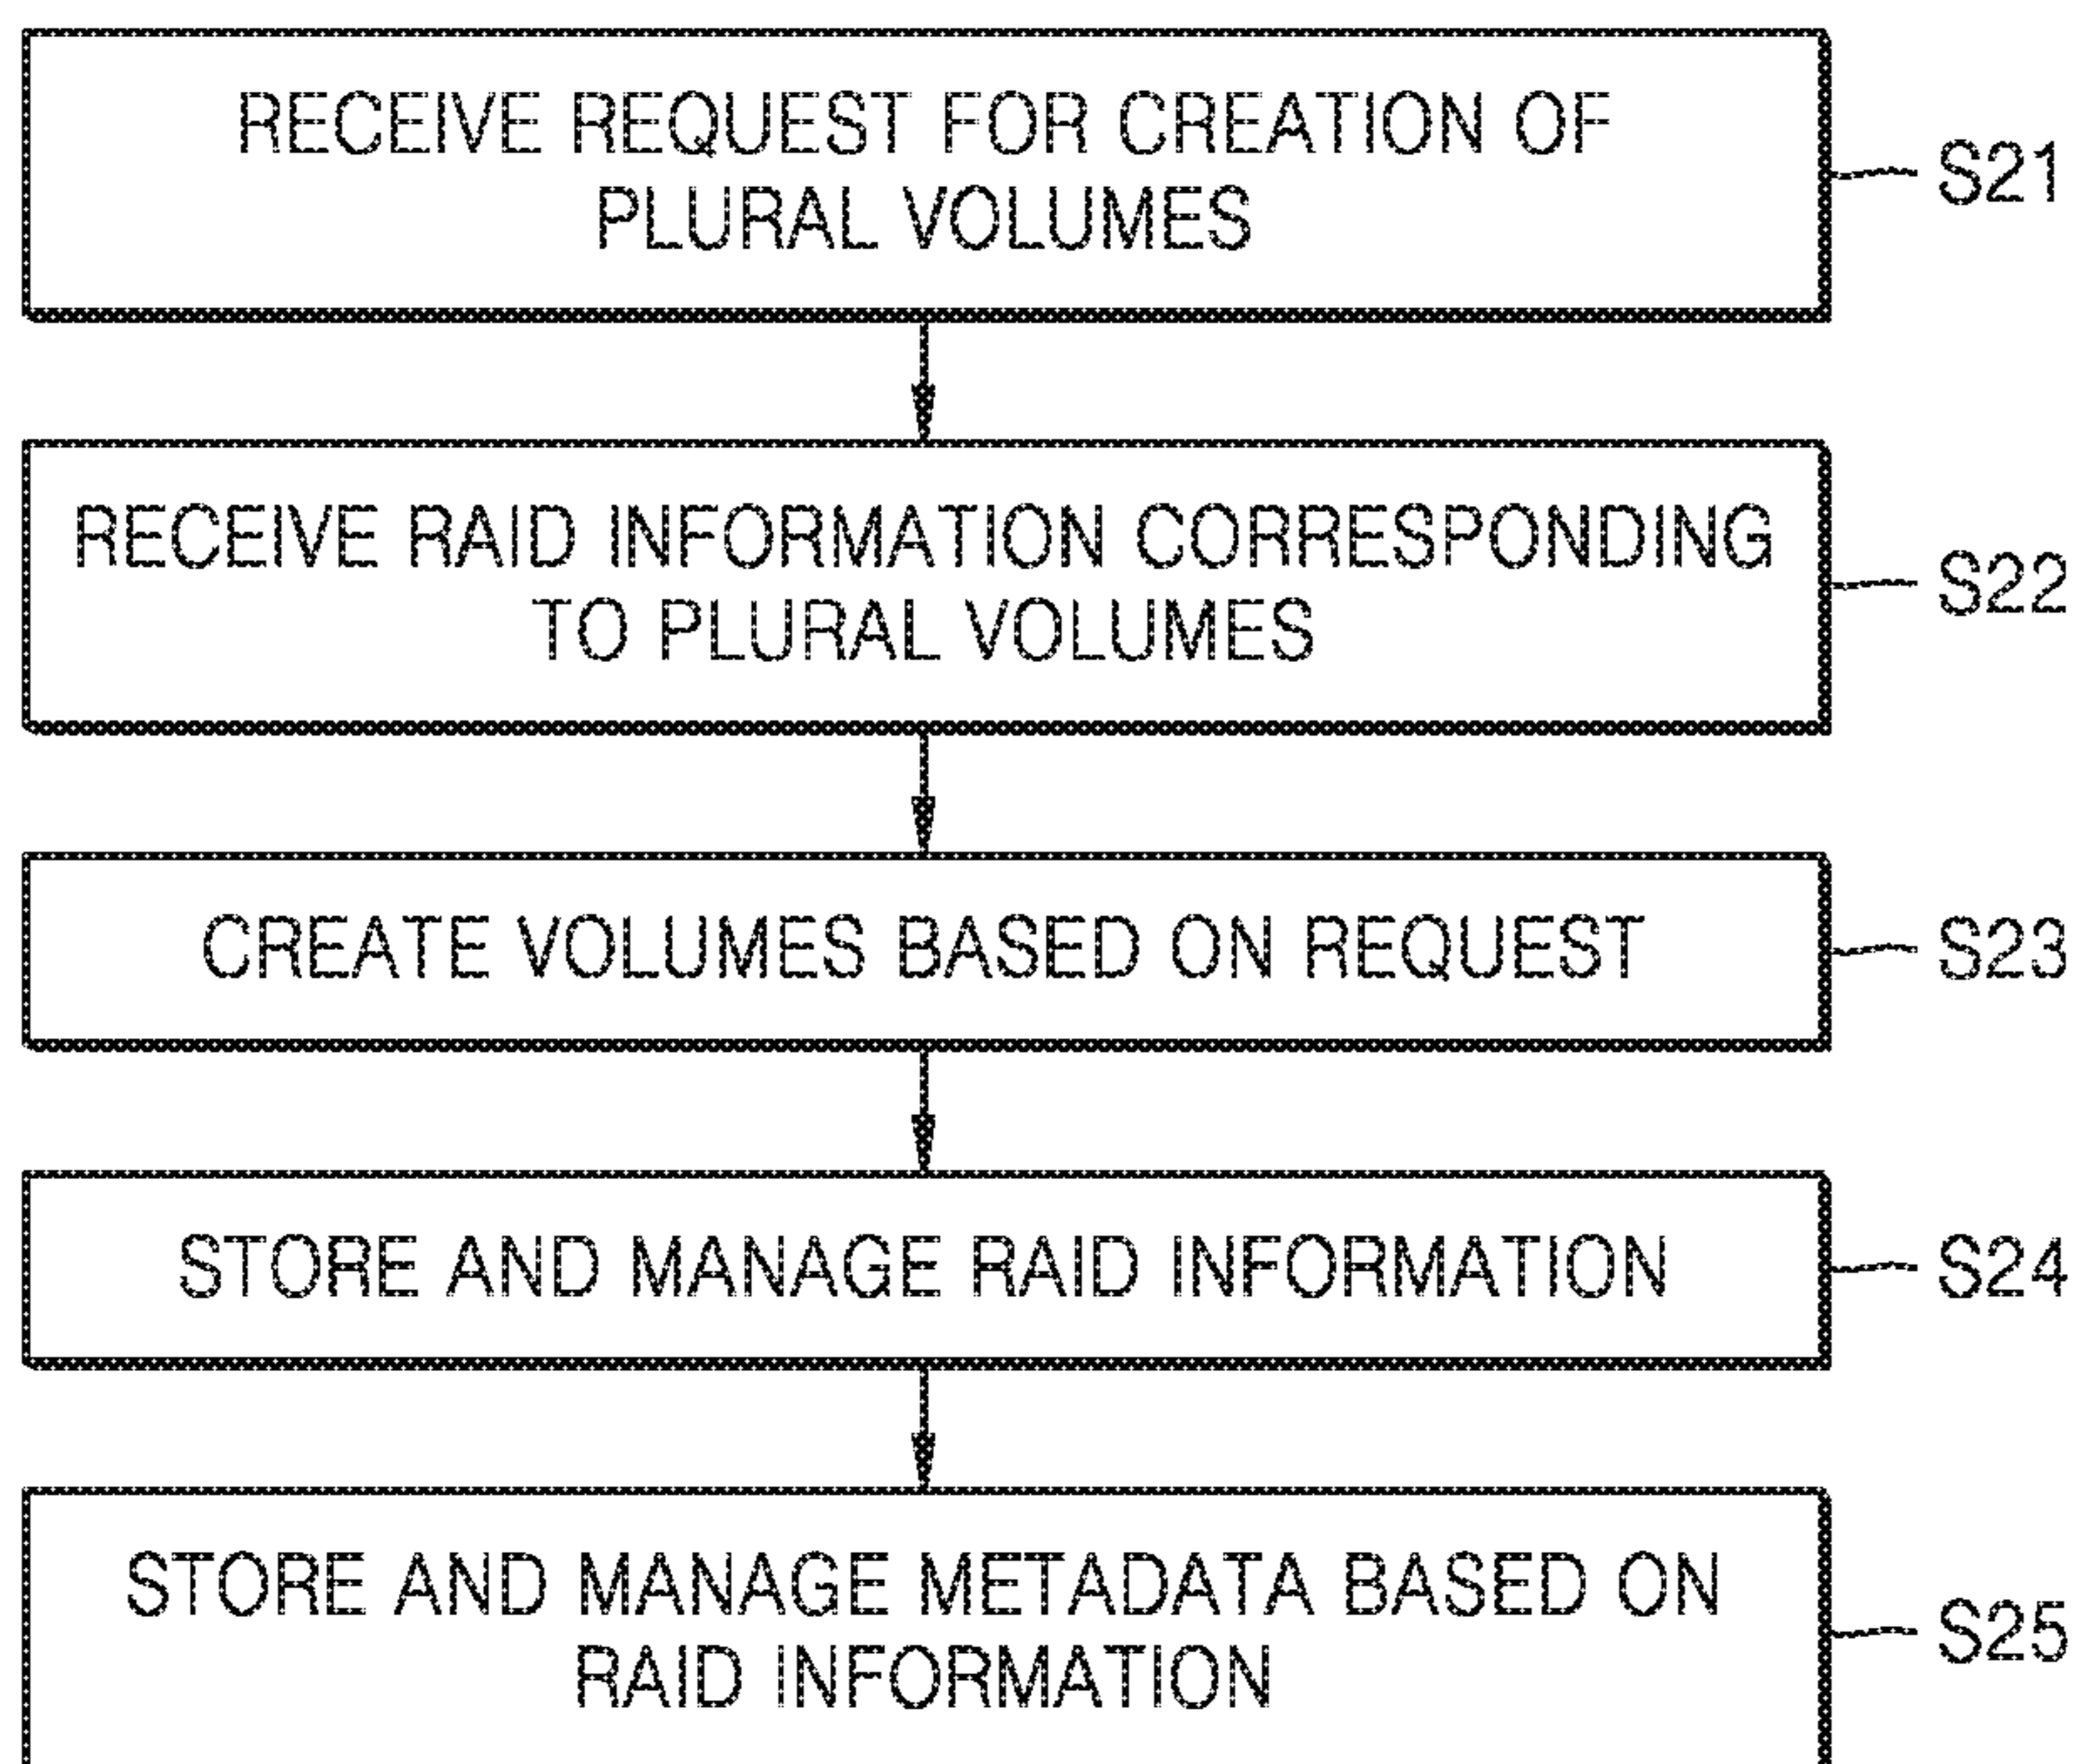 RECEIVE REQUEST FOR CREATION OF
PLURAL VOLUMES
S21
RECEIVE RAID INFORMATION CORRESPONDING
TO PLURAL VOLUMES
S22
CREATE VOLUMES BASED ON REQUEST
S23
STORE AND MANAGE RAID INFORMATION
S24
STORE AND MANAGE METADATA BASED ON
RAID INFORMATION
S25